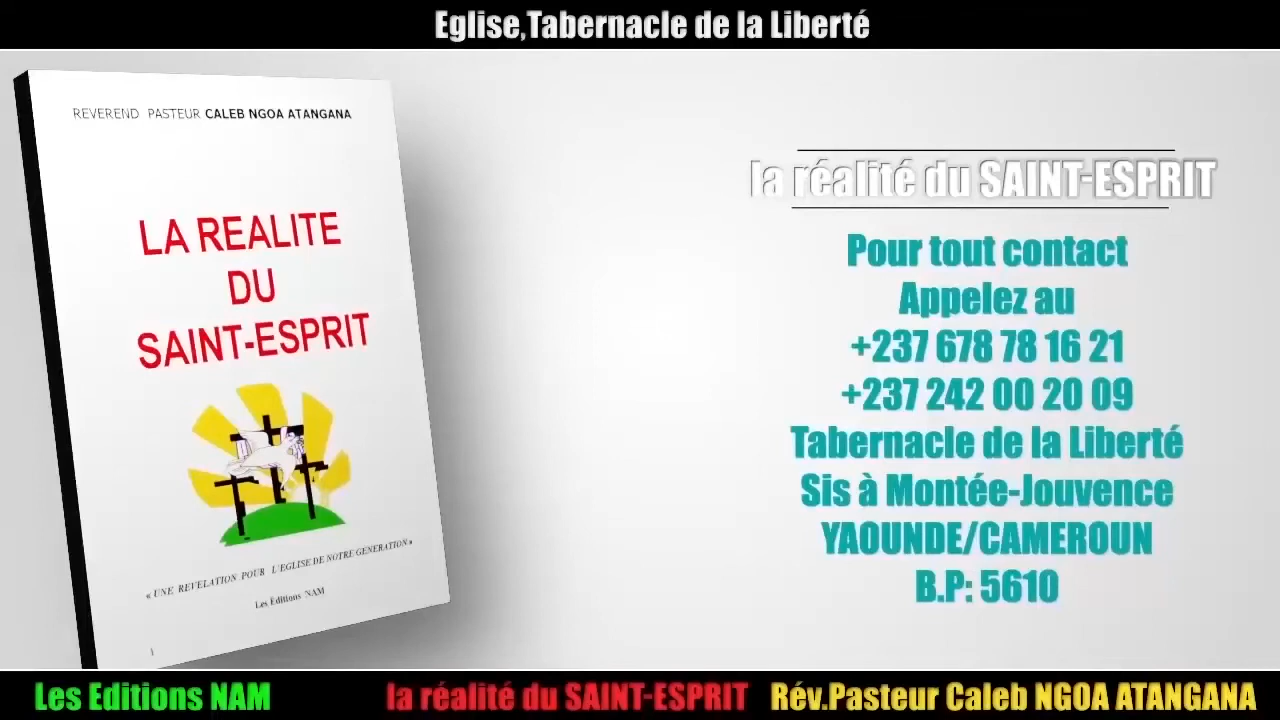 Eglise,Tabernacle de la Liberté
REVEREND PASTEUR CALEB NGOA ATANGANA
LA REALITE
DU
SAINT-ESPRIT
« UNE REVELATION POUR L'EGLISE DE NOTRE GENERATION »
Les Editions NAM
1
la réalité du SAINT-ESPRIT
Pour tout contact
Appelez au
+237 678 78 16 21
+237 242 00 20 09
Tabernacle de la Liberté
Sis à Montée-Jouvence
YAOUNDE/CAMEROUN
B.P: 5610
Les Editions NAM
la réalité du SAINT-ESPRIT
Rév.Pasteur Caleb NGOA ATANGANA